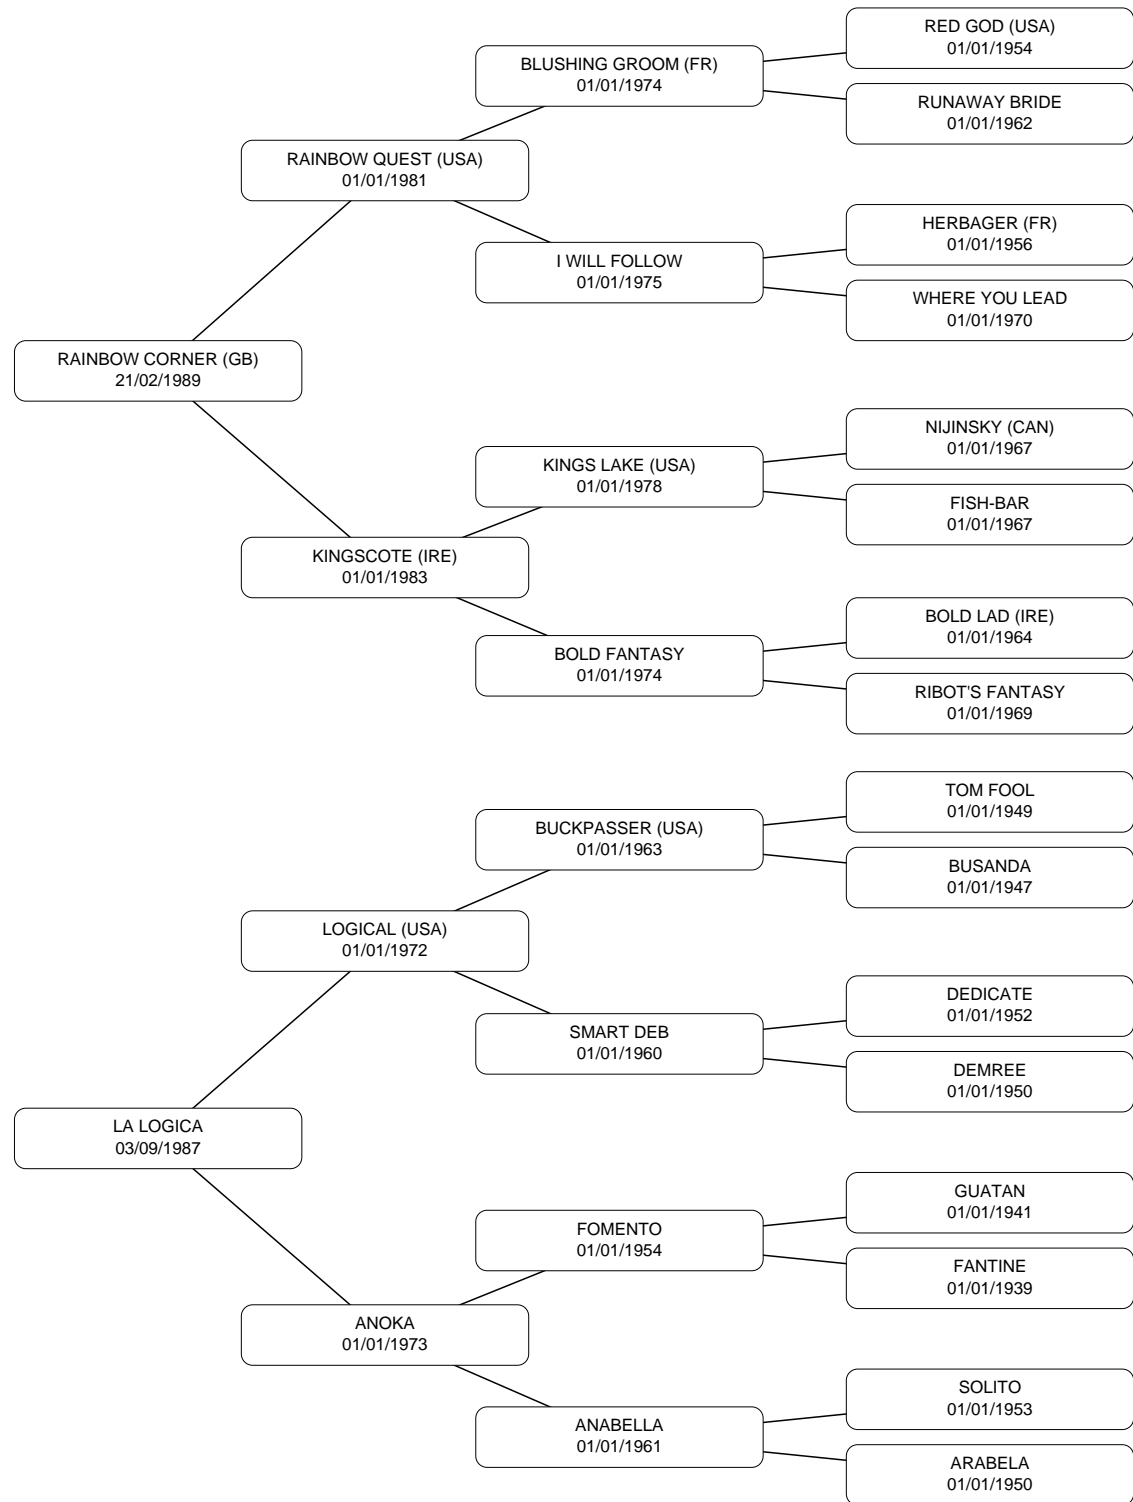 RED GOD (USA)
01/01/1954
BLUSHING GROOM (FR)
01/01/1974
RUNAWAY BRIDE
01/01/1962
RAINBOW QUEST (USA)
01/01/1981
HERBAGER (FR)
01/01/1956
I WILL FOLLOW
01/01/1975
WHERE YOU LEAD
01/01/1970
RAINBOW CORNER (GB)
21/02/1989
NIJINSKY (CAN)
01/01/1967
KINGS LAKE (USA)
01/01/1978
FISH-BAR
01/01/1967
KINGSCOTE (IRE)
01/01/1983
BOLD LAD (IRE)
01/01/1964
BOLD FANTASY
01/01/1974
RIBOT'S FANTASY
01/01/1969
TOM FOOL
01/01/1949
BUCKPASSER (USA)
01/01/1963
BUSANDA
01/01/1947
LOGICAL (USA)
01/01/1972
DEDICATE
01/01/1952
SMART DEB
01/01/1960
DEMREE
01/01/1950
LA LOGICA
03/09/1987
GUATAN
01/01/1941
FOMENTO
01/01/1954
FANTINE
01/01/1939
ANOKA
01/01/1973
SOLITO
01/01/1953
ANABELLA
01/01/1961
ARABELA
01/01/1950